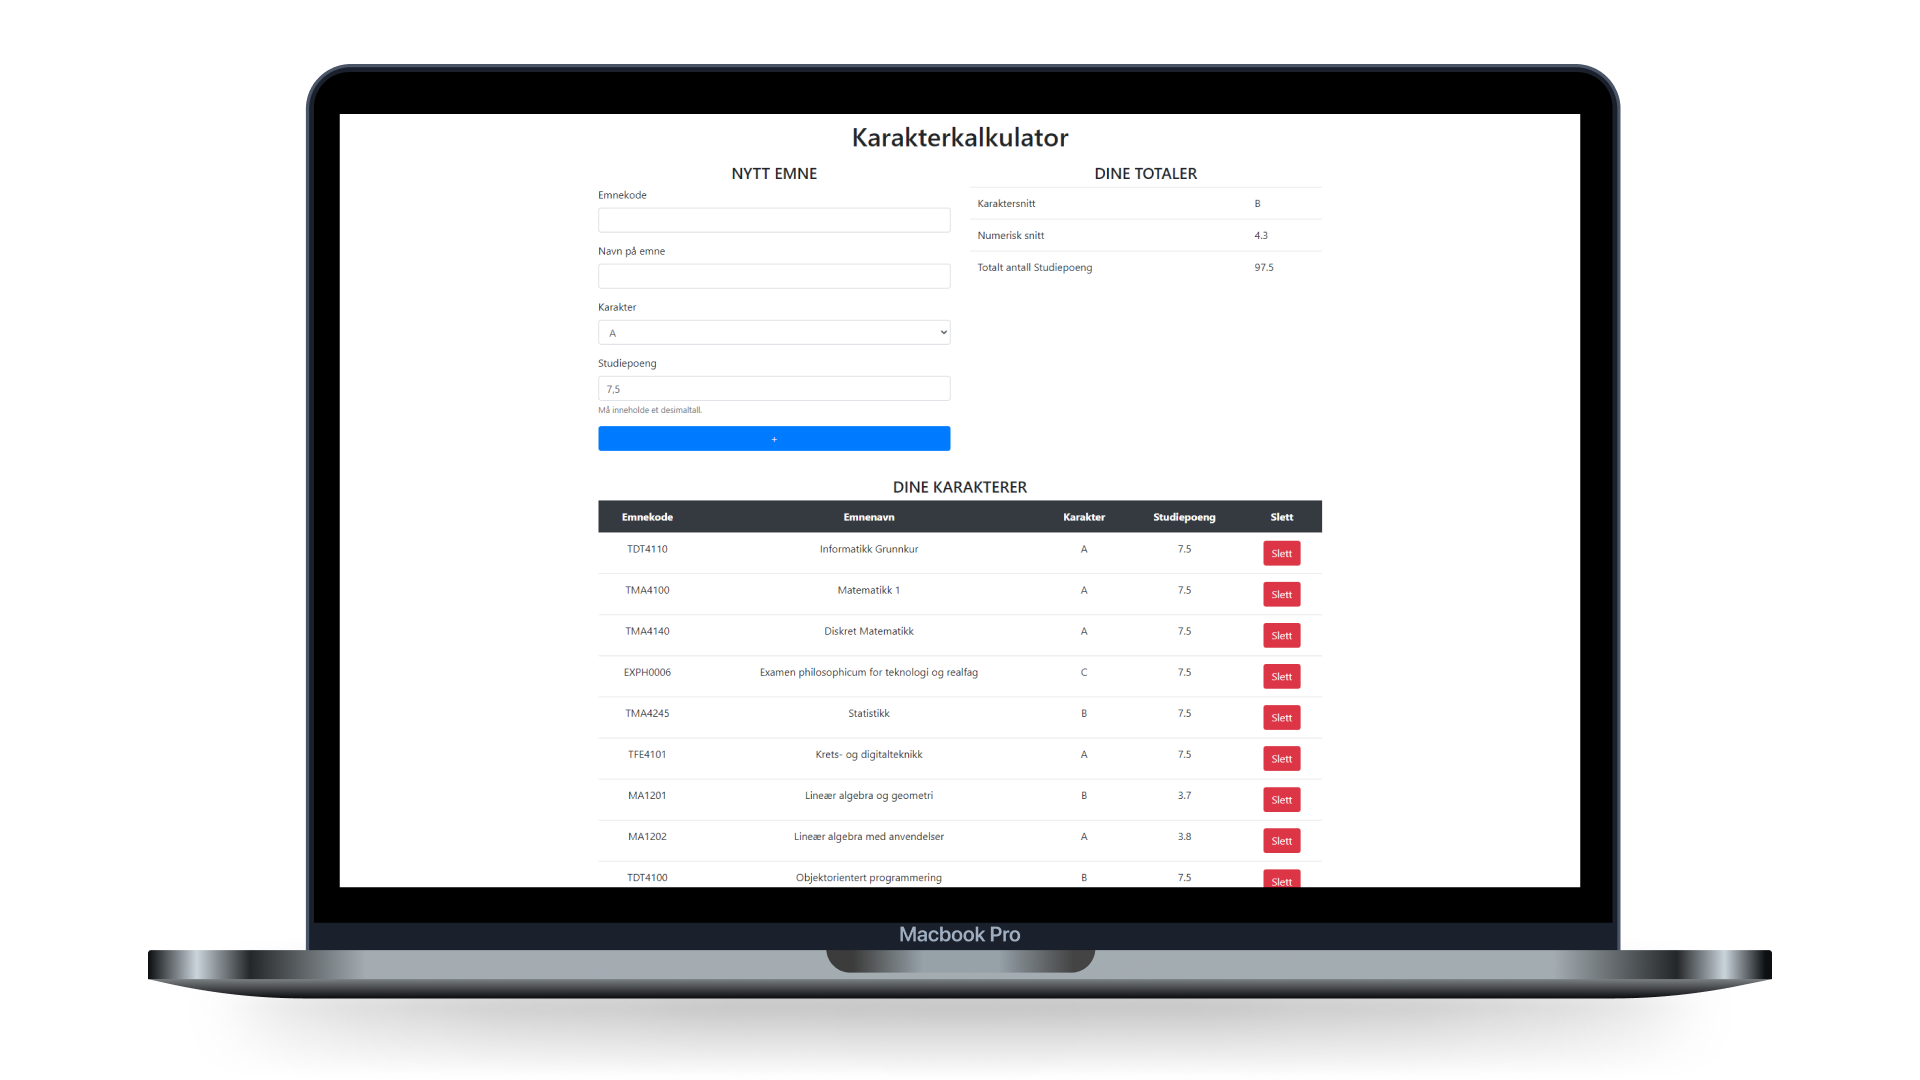 Karakterkalkulator
NYTT EMNE
Emnekode
Navn på emne
Karakter
A
Studiepoeng
7,5
Må inneholde et desimaltall.
+
DINE TOTALER
Karaktersnitt B
Numerisk snitt 4.3
Totalt antall Studiepoeng 97.5
DINE KARAKTERER
Emnekode Emnenavn Karakter Studiepoeng Slett
TDT4110 Informatikk Grunnkur A 7.5 Slett
TMA4100 Matematikk 1 A 7.5 Slett
TMA4140 Diskret Matematikk A 7.5 Slett
EXPH0006 Examen philosophicum for teknologi og realfag C 7.5 Slett
TMA4245 Statistikk B 7.5 Slett
TFE4101 Krets- og digitalteknikk A 7.5 Slett
MA1201 Lineær algebra og geometri B 3.7 Slett
MA1202 Lineær algebra med anvendelser A 3.8 Slett
TDT4100 Objektorientert programmering B 7.5 Slett
Macbook Pro